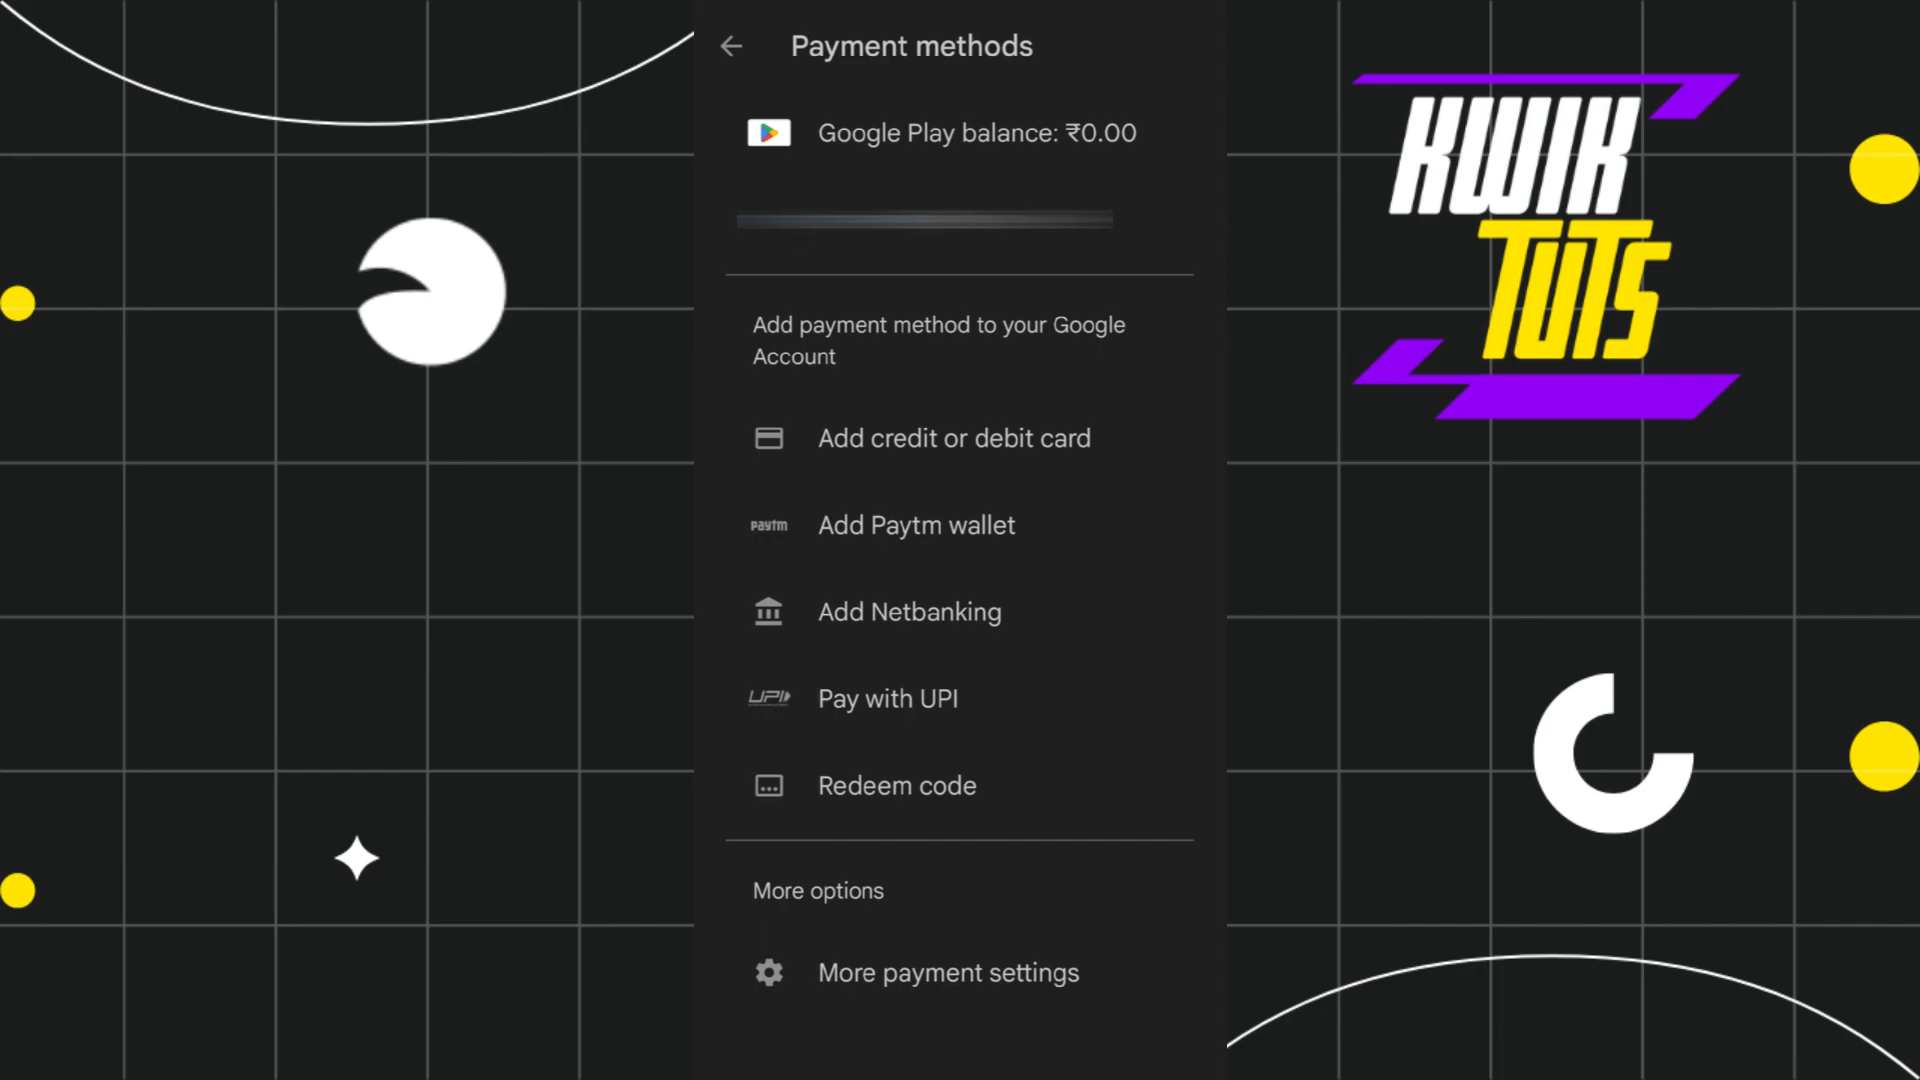 Payment methods
Google Play balance: ₹0.00
Add payment method to your Google
Account
Add credit or debit card
paytm
Add Paytm wallet
Add Netbanking
UPI
Pay with UPI
Redeem code
More options
More payment settings
KWIK
TUTS